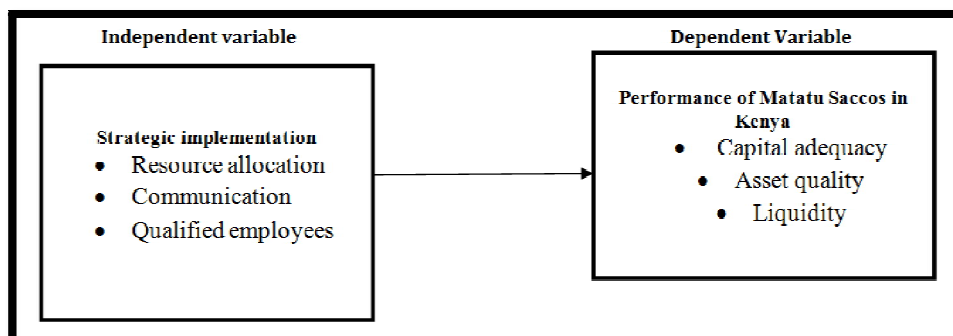 Independent variable
Dependent Variable
Strategic implementation
• Resource allocation
• Communication
• Qualified employees
Performance of Matatu Saccos in
Kenya
• Capital adequacy
• Asset quality
• Liquidity